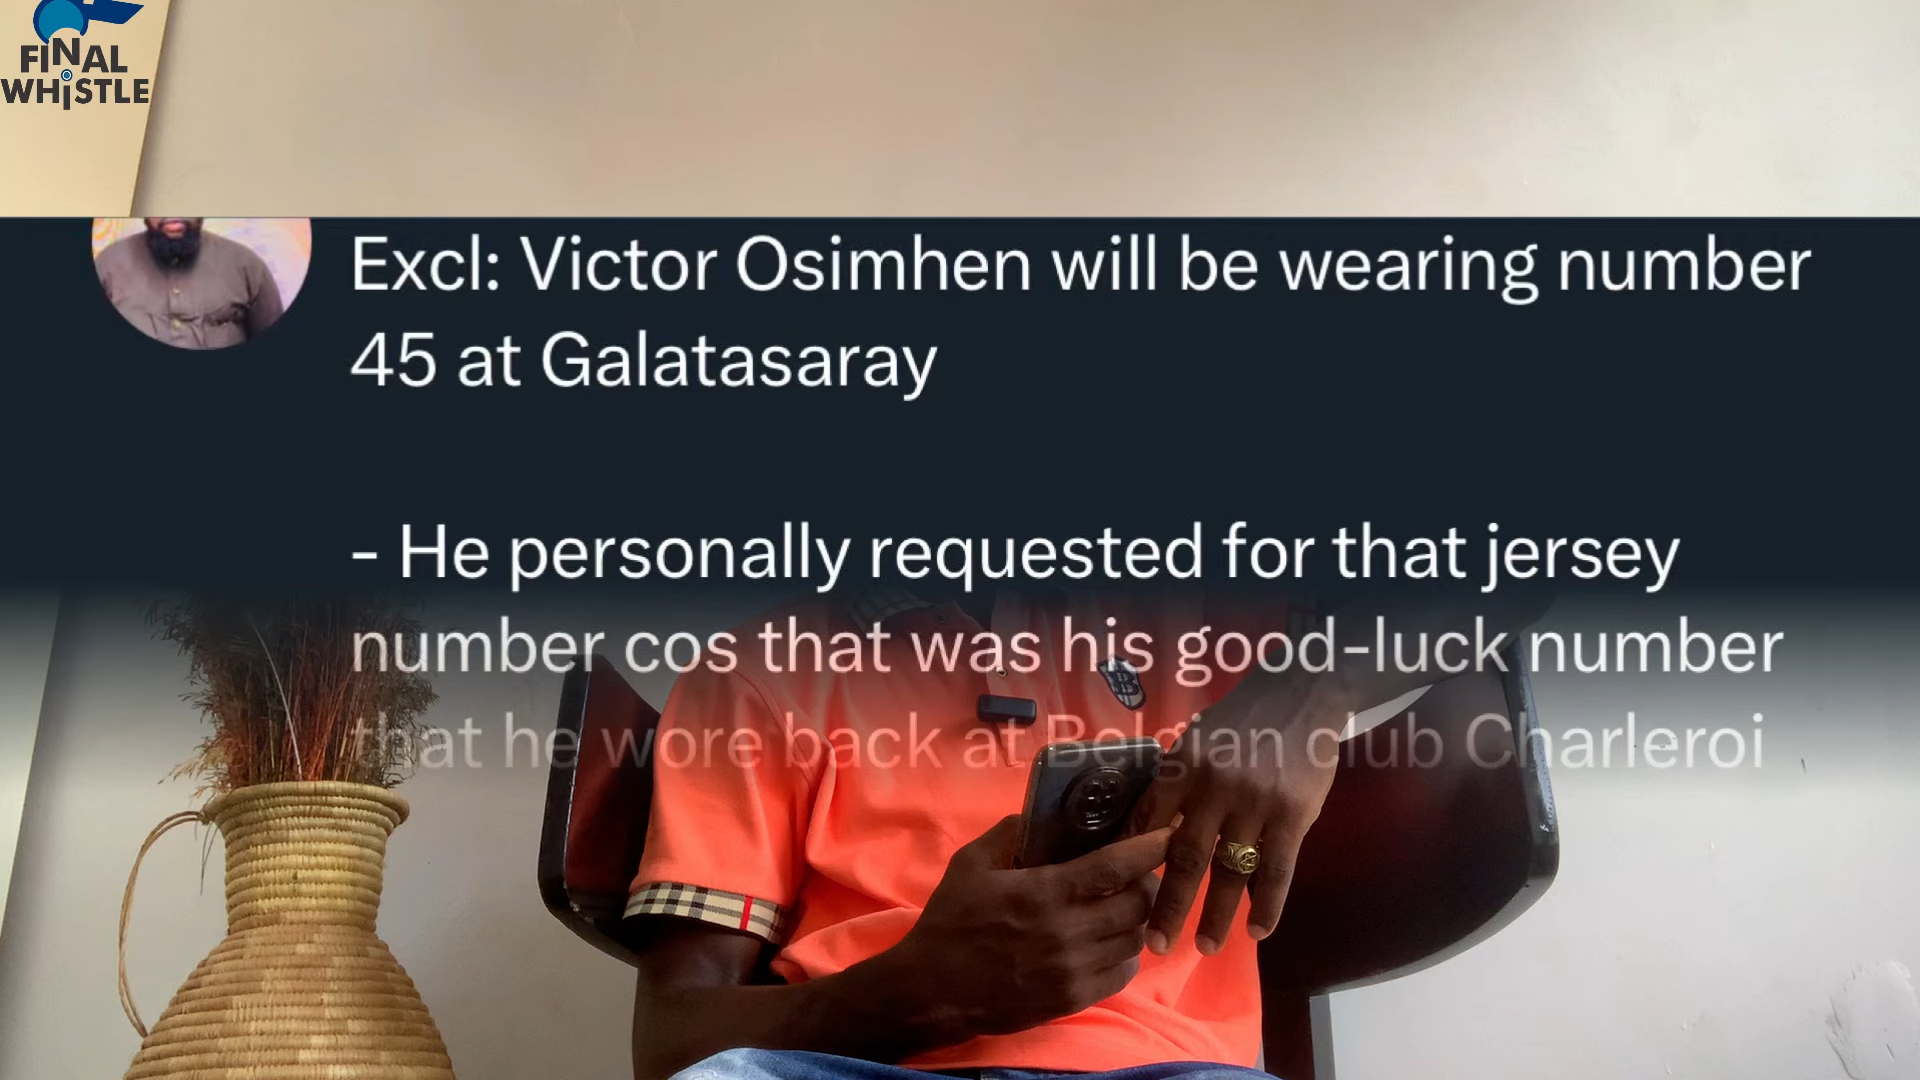 FINAL
WHiSTLE
Excl: Victor Osimhen will be wearing number
45 at Galatasaray
- He personally requested for that jersey
number cos that was his good-luck number
that he wore back at Belgian club Charleroi